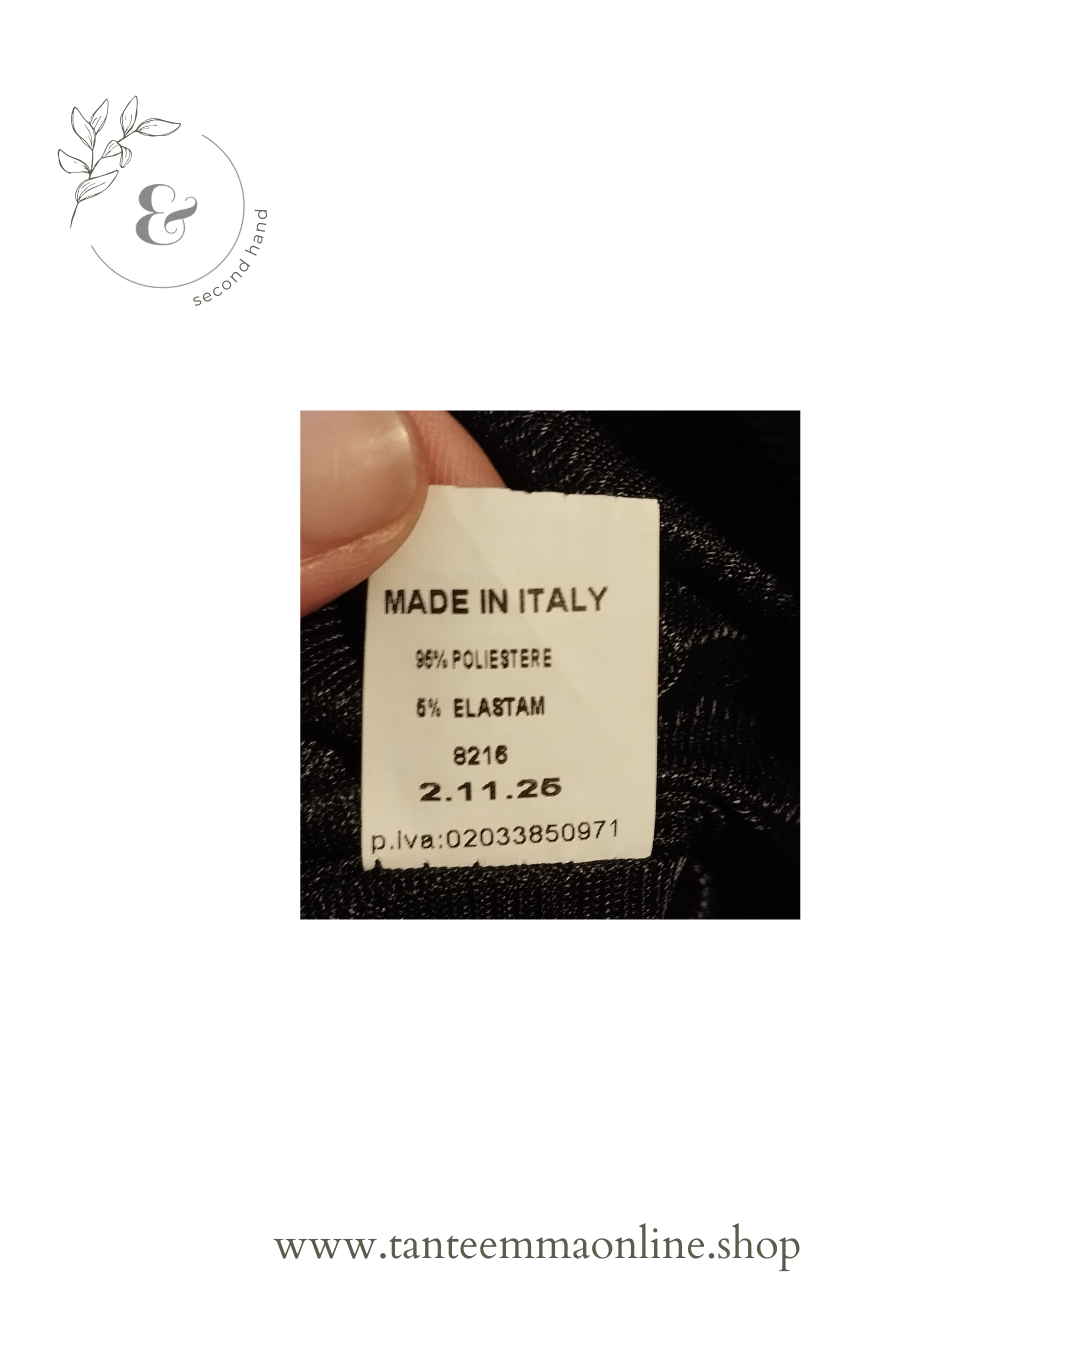 &
second hand
MADE IN ITALY
95% POLIESTERE
5% ELASTAM
8216
2.11.25
p.iva:02033850971
www.tanteemmaonline.shop